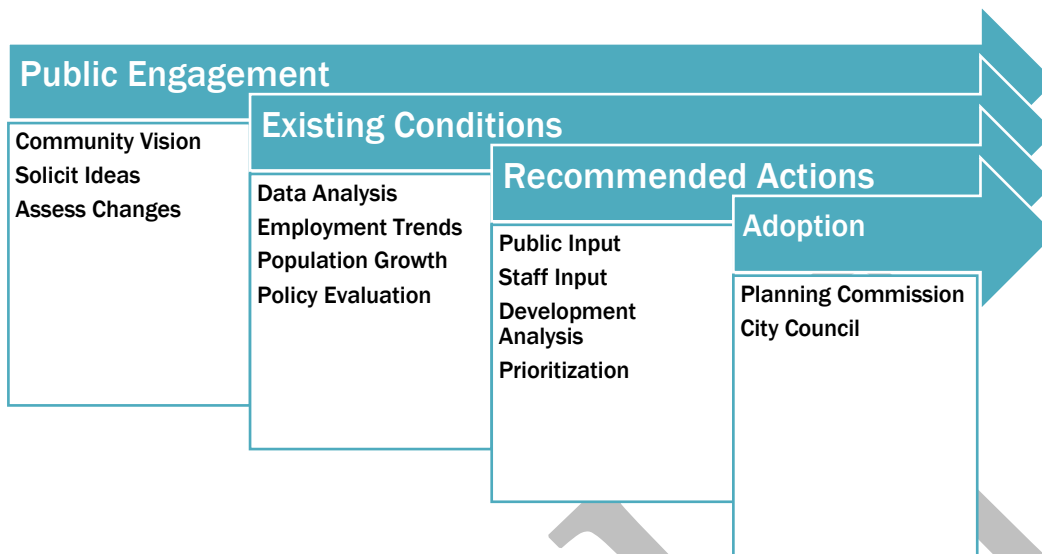 Public Engagement
Community Vision
Solicit Ideas
Assess Changes
Existing Conditions
Data Analysis
Employment Trends
Population Growth
Policy Evaluation
Recommended Actions
Public Input
Staff Input
Development
Analysis
Prioritization
Adoption
Planning Commission
City Council